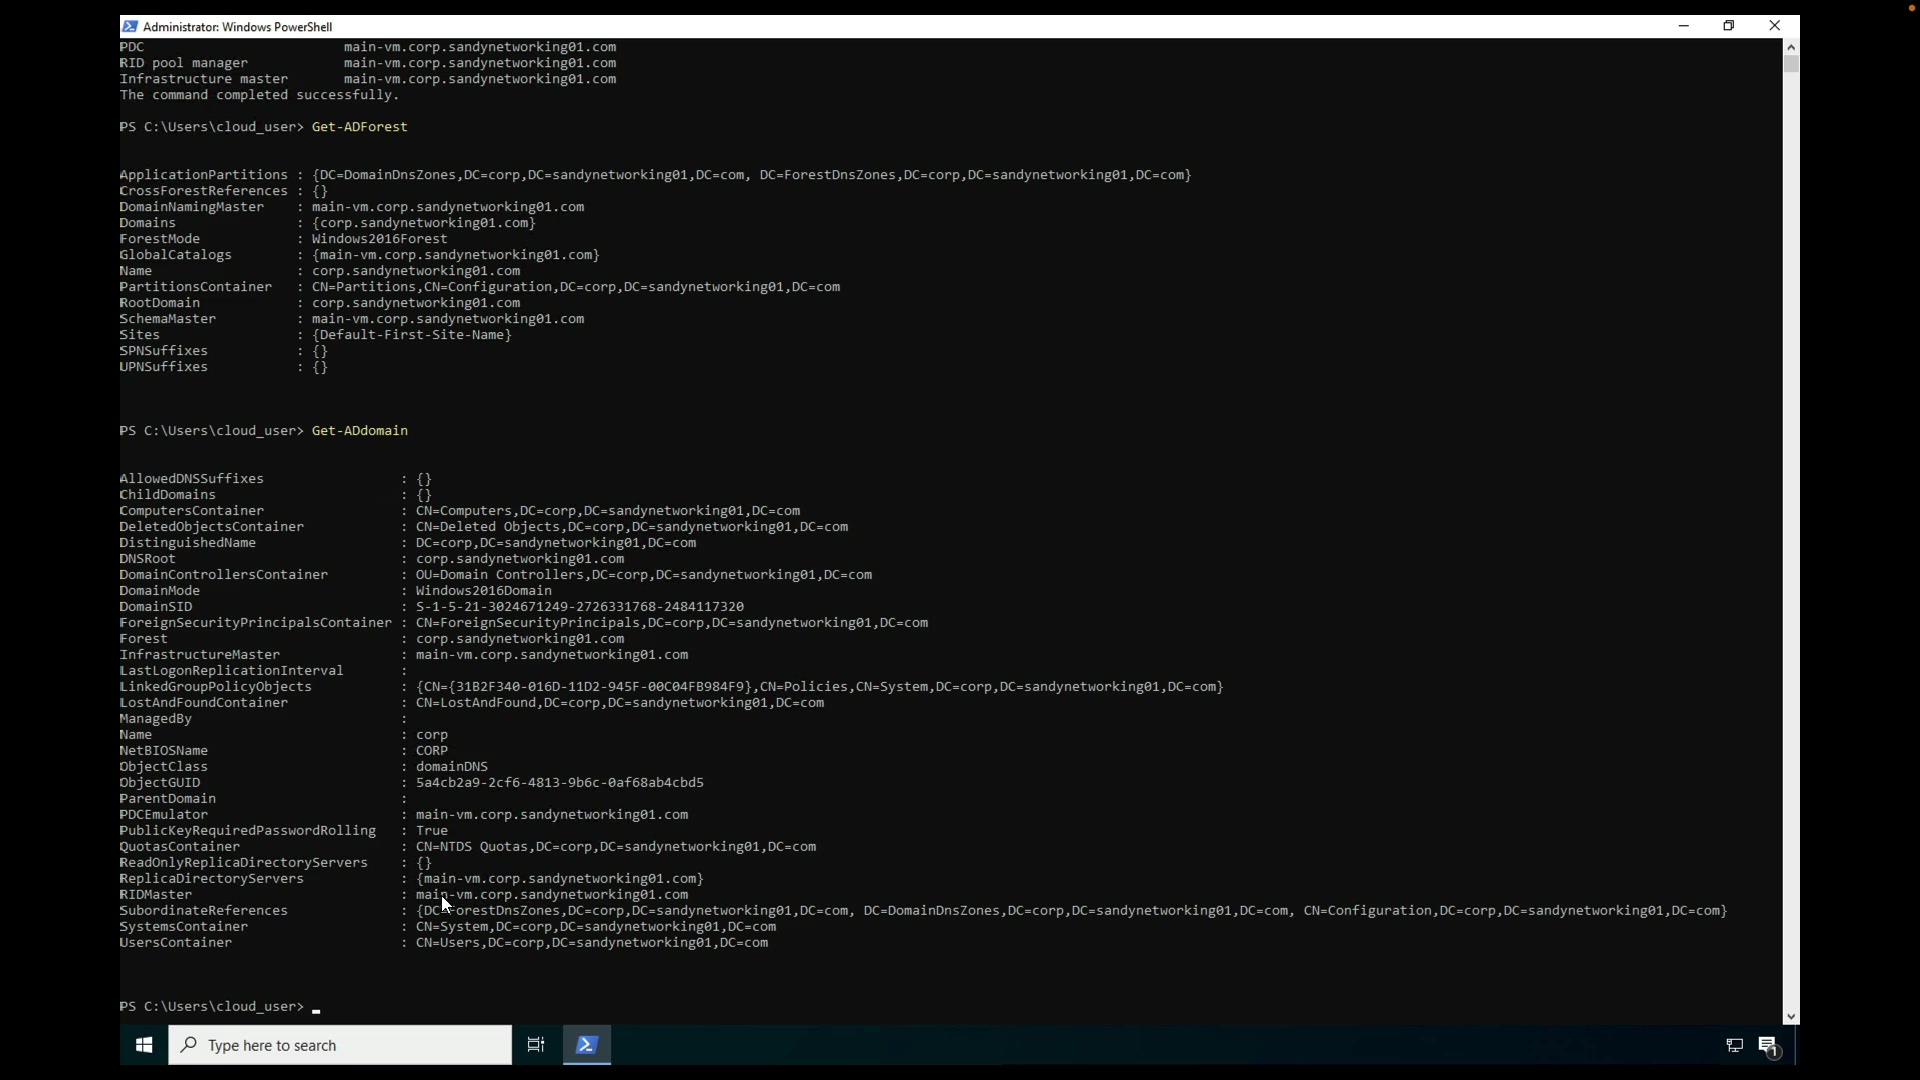 Administrator: Windows PowerShell
PDC                         main-vm.corp.sandynetworking01.com
RID pool manager            main-vm.corp.sandynetworking01.com
Infrastructure master       main-vm.corp.sandynetworking01.com
The command completed successfully.
PS C:\Users\cloud_user> Get-ADForest
ApplicationPartitions : {DC=DomainDnsZones,DC=corp,DC=sandynetworking01,DC=com, DC=ForestDnsZones,DC=corp,DC=sandynetworking01,DC=com}
CrossForestReferences : {}
DomainNamingMaster    : main-vm.corp.sandynetworking01.com
Domains               : {corp.sandynetworking01.com}
ForestMode            : Windows2016Forest
GlobalCatalogs        : {main-vm.corp.sandynetworking01.com}
Name                  : corp.sandynetworking01.com
PartitionsContainer   : CN=Partitions,CN=Configuration,DC=corp,DC=sandynetworking01,DC=com
RootDomain            : corp.sandynetworking01.com
SchemaMaster          : main-vm.corp.sandynetworking01.com
Sites                 : {Default-First-Site-Name}
SPNSuffixes           : {}
UPNSuffixes           : {}
PS C:\Users\cloud_user> Get-ADdomain
AllowedDNSSuffixes                 : {}
ChildDomains                       : {}
ComputersContainer                 : CN=Computers,DC=corp,DC=sandynetworking01,DC=com
DeletedObjectsContainer            : CN=Deleted Objects,DC=corp,DC=sandynetworking01,DC=com
DistinguishedName                  : DC=corp,DC=sandynetworking01,DC=com
DNSRoot                            : corp.sandynetworking01.com
DomainControllersContainer         : OU=Domain Controllers,DC=corp,DC=sandynetworking01,DC=com
DomainMode                         : Windows2016Domain
DomainSID                          : S-1-5-21-3024671249-2726331768-2484117320
ForeignSecurityPrincipalsContainer : CN=ForeignSecurityPrincipals,DC=corp,DC=sandynetworking01,DC=com
Forest                             : corp.sandynetworking01.com
InfrastructureMaster               : main-vm.corp.sandynetworking01.com
LastLogonReplicationInterval       :
LinkedGroupPolicyObjects           : {CN={31B2F340-016D-11D2-945F-00C04FB984F9},CN=Policies,CN=System,DC=corp,DC=sandynetworking01,DC=com}
LostAndFoundContainer              : CN=LostAndFound,DC=corp,DC=sandynetworking01,DC=com
ManagedBy                          :
Name                               : corp
NetBIOSName                        : CORP
ObjectClass                        : domainDNS
ObjectGUID                         : 5a4cb2a9-2cf6-4813-9b6c-0af68ab4cbd5
ParentDomain                       :
PDCEmulator                        : main-vm.corp.sandynetworking01.com
PublicKeyRequiredPasswordRolling   : True
QuotasContainer                    : CN=NTDS Quotas,DC=corp,DC=sandynetworking01,DC=com
ReadOnlyReplicaDirectoryServers    : {}
ReplicaDirectoryServers            : {main-vm.corp.sandynetworking01.com}
RIDMaster                          : main-vm.corp.sandynetworking01.com
SubordinateReferences              : {DC=ForestDnsZones,DC=corp,DC=sandynetworking01,DC=com, DC=DomainDnsZones,DC=corp,DC=sandynetworking01,DC=com, CN=Configuration,DC=corp,DC=sandynetworking01,DC=com}
SystemsContainer                   : CN=System,DC=corp,DC=sandynetworking01,DC=com
UsersContainer                     : CN=Users,DC=corp,DC=sandynetworking01,DC=com
PS C:\Users\cloud_user>
Type here to search
1